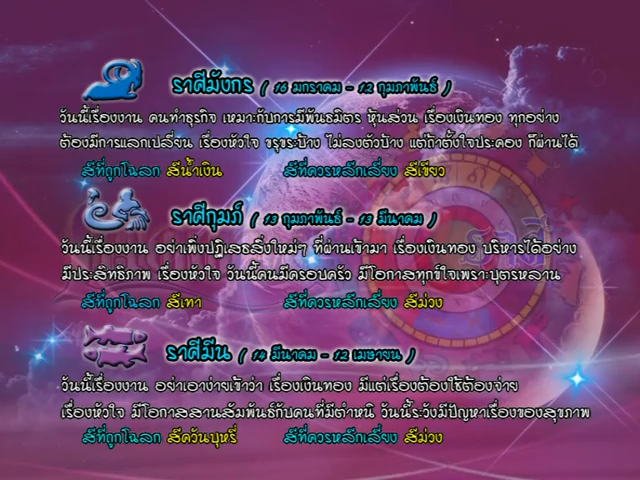 ราศีมังกร ( 16 มกราคม - 12 กุมภาพันธ์ )
วันนี้เรื่องงาน คนทำธุรกิจ เหมาะกับการมีพันธมิตร หุ้นส่วน เรื่องเงินทอง ทุกอย่าง
ต้องมีการแลกเปลี่ยน เรื่องหัวใจ ขรุขระบ้าง ไม่ลงตัวบ้าง แต่ถ้าตั้งใจประคอง ก็ผ่านได้
สีที่ถูกโฉลก สีน้ำเงิน สีที่ควรหลีกเลี่ยง สีเขียว
ราศีกุมภ์ ( 13 กุมภาพันธ์ - 13 มีนาคม )
วันนี้เรื่องงาน อย่าเพิ่งปฏิเสธสิ่งใหม่ๆ ที่ผ่านเข้ามา เรื่องเงินทอง บริหารได้อย่าง
มีประสิทธิภาพ เรื่องหัวใจ วันนี้คนมีครอบครัว มีโอกาสทุกข์ใจเพราะบุตรหลาน
สีที่ถูกโฉลก สีเทา สีที่ควรหลีกเลี่ยง สีม่วง
ราศีมีน ( 14 มีนาคม - 12 เมษายน )
วันนี้เรื่องงาน อย่าเอาง่ายเข้าว่า เรื่องเงินทอง มีแต่เรื่องต้องใช้ต้องจ่าย
เรื่องหัวใจ มีโอกาสสานสัมพันธ์กับคนที่มีตำหนิ วันนี้ระวังมีปัญหาเรื่องของสุขภาพ
สีที่ถูกโฉลก สีควันบุหรี่ สีที่ควรหลีกเลี่ยง สีม่วง